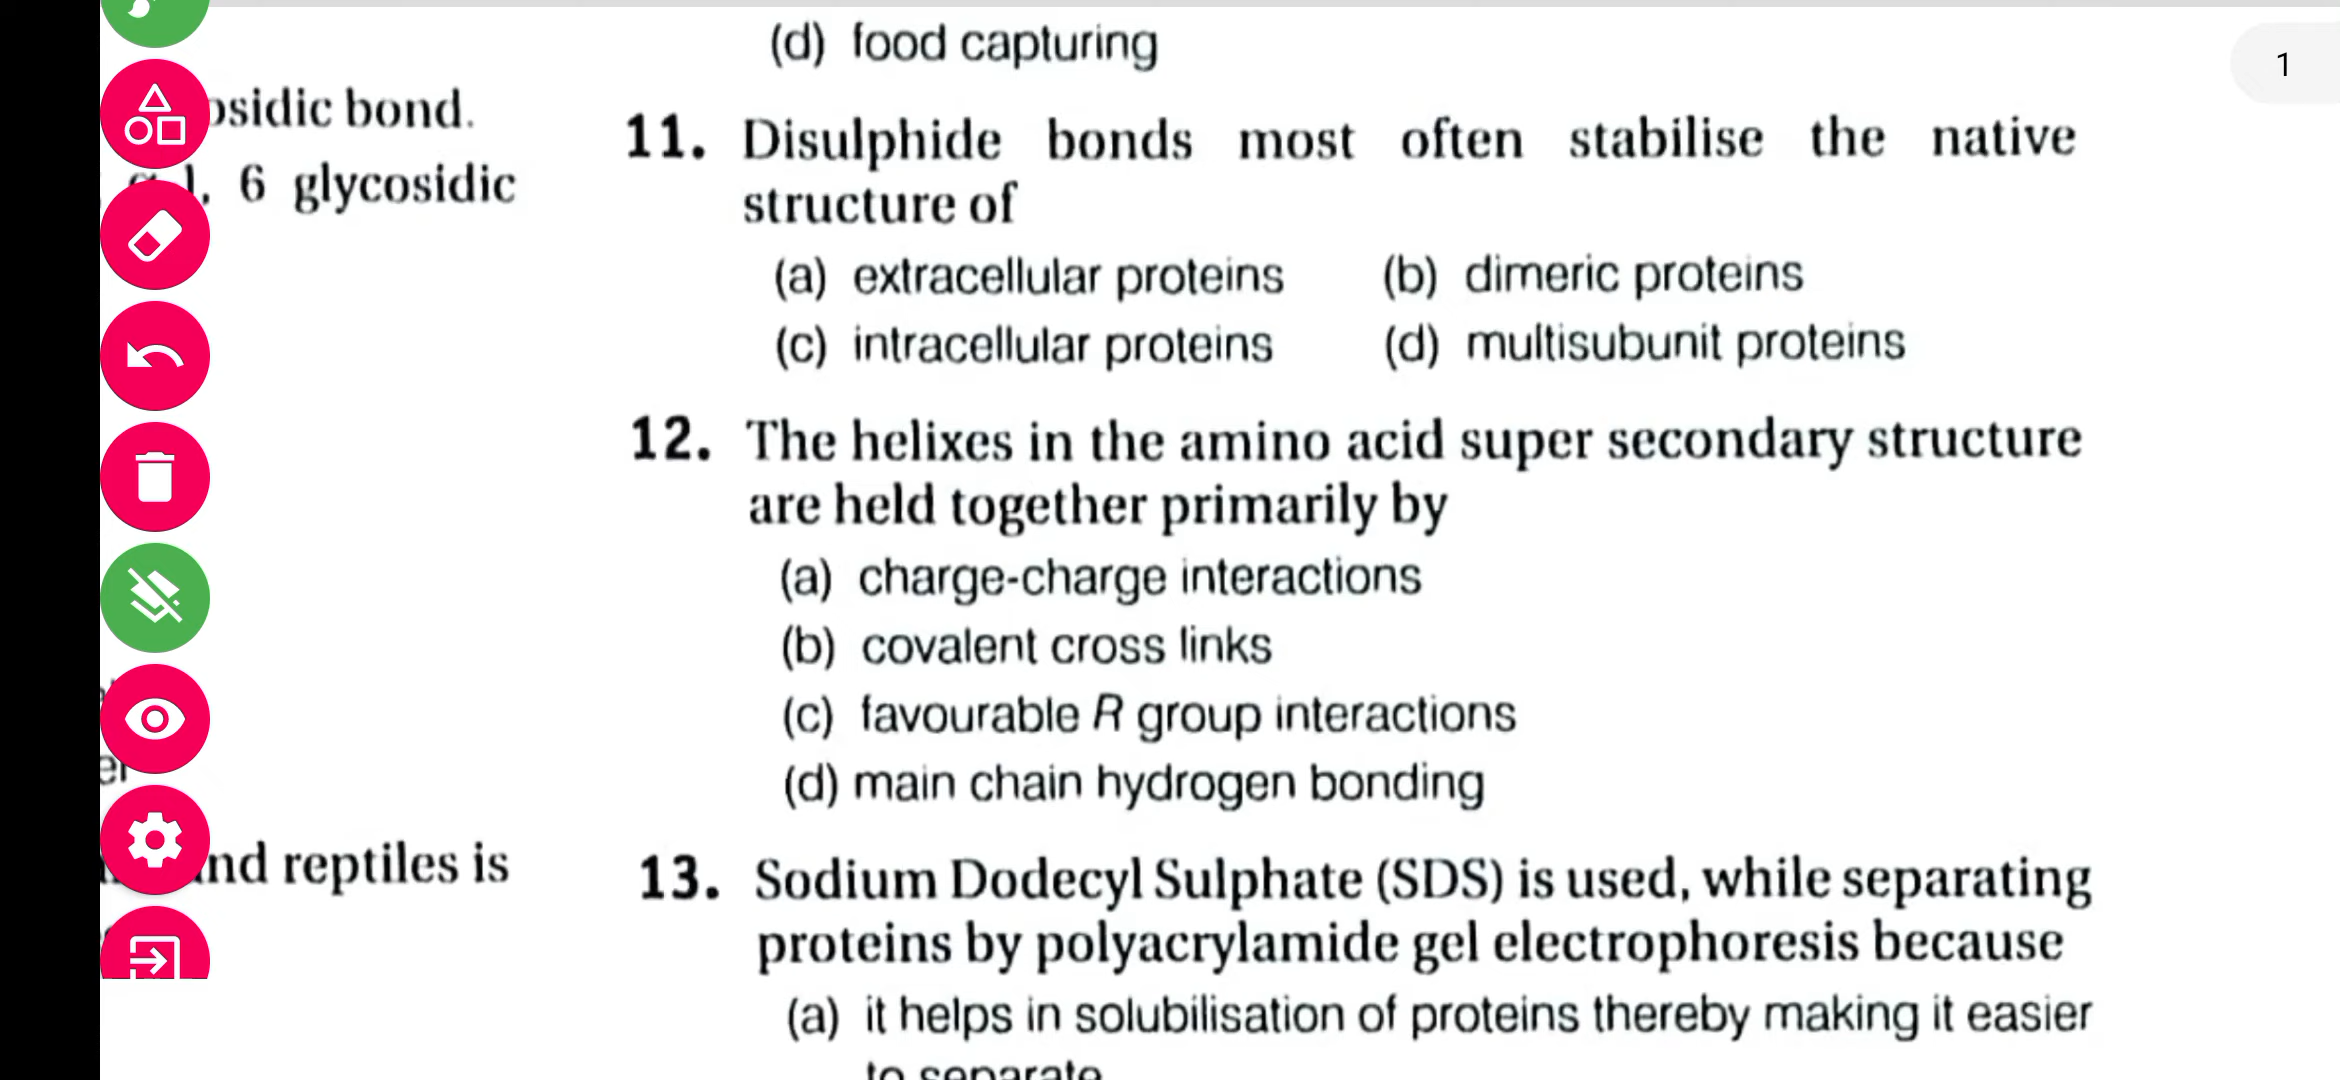 (d) food capturing
1
osidic bond.
1, 6 glycosidic
11. Disulphide bonds most often stabilise the native
structure of
(a) extracellular proteins (b) dimeric proteins
(c) intracellular proteins (d) multisubunit proteins
12. The helixes in the amino acid super secondary structure
are held together primarily by
(a) charge-charge interactions
(b) covalent cross links
(c) favourable R group interactions
(d) main chain hydrogen bonding
nd reptiles is
13. Sodium Dodecyl Sulphate (SDS) is used, while separating
proteins by polyacrylamide gel electrophoresis because
(a) it helps in solubilisation of proteins thereby making it easier
to separate